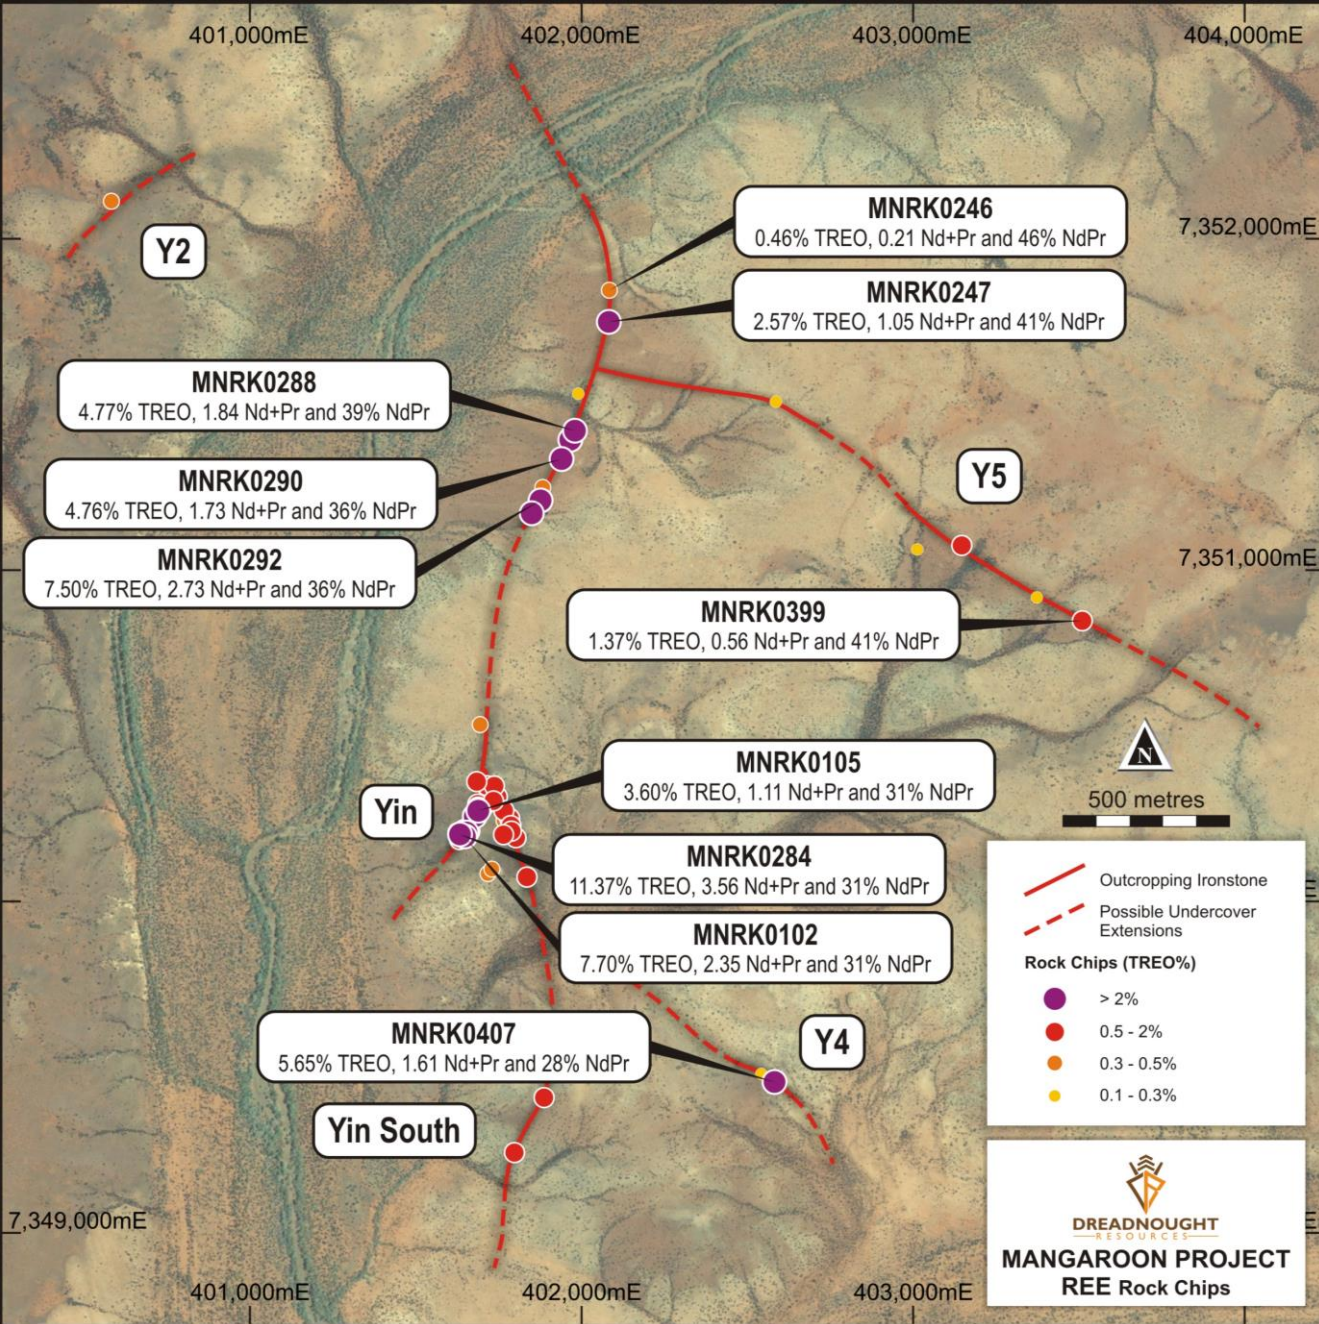 401,000mE
402,000mE
403,000mE
404,000mE
7,352,000mE
MNRK0246
0.46% TREO, 0.21 Nd+Pr and 46% NdPr
Y2
MNRK0247
2.57% TREO, 1.05 Nd+Pr and 41% NdPr
MNRK0288
4.77% TREO, 1.84 Nd+Pr and 39% NdPr
MNRK0290
4.76% TREO, 1.73 Nd+Pr and 36% NdPr
Y5
MNRK0292
7.50% TREO, 2.73 Nd+Pr and 36% NdPr
7,351,000mE
MNRK0399
1.37% TREO, 0.56 Nd+Pr and 41% NdPr
N
500 metres
MNRK0105
3.60% TREO, 1.11 Nd+Pr and 31% NdPr
Yin
MNRK0284
11.37% TREO, 3.56 Nd+Pr and 31% NdPr
MNRK0102
7.70% TREO, 2.35 Nd+Pr and 31% NdPr
MNRK0407
5.65% TREO, 1.61 Nd+Pr and 28% NdPr
Y4
Yin South
Outcropping Ironstone
Possible Undercover
Extensions
Rock Chips (TREO%)
> 2%
0.5 - 2%
0.3 - 0.5%
0.1 - 0.3%
E
E
7,349,000mE
401,000mE
402,000mE
403,000mE
DREADNOUGHT
RESOURCES
MANGAROON PROJECT
REE Rock Chips